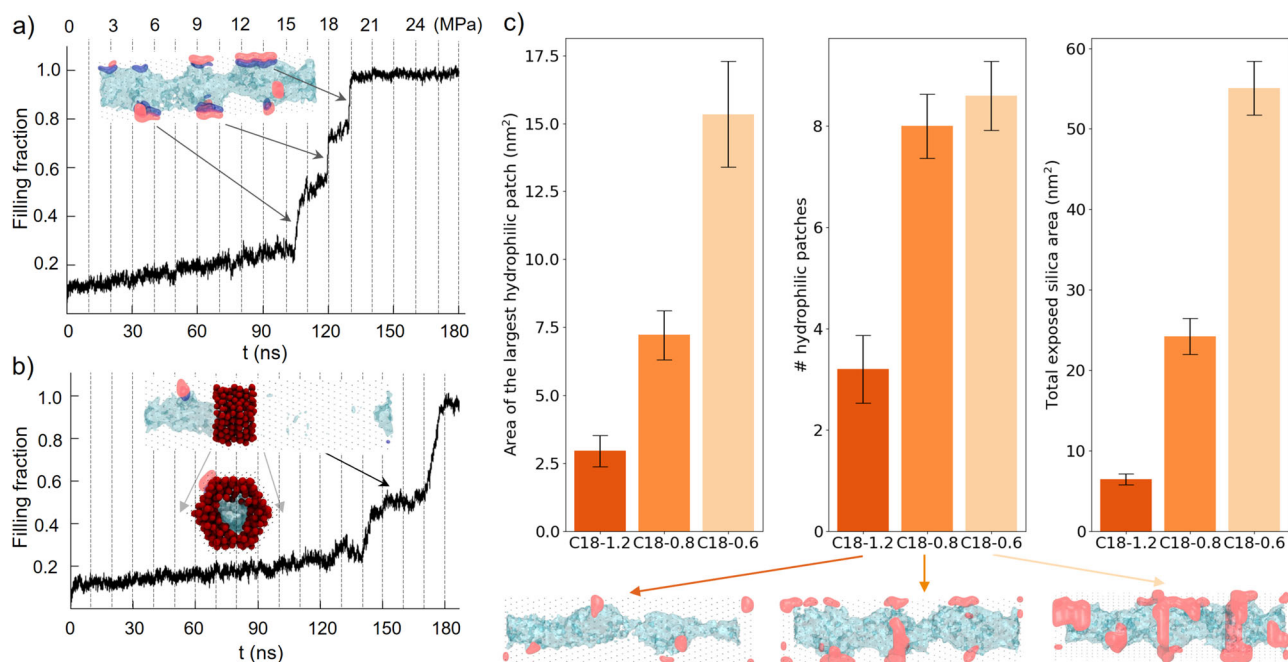 a)
0 3 6 9 12 15 18 21 24 (MPa)
Filling fraction
1.0
0.8
0.6
0.4
0.2
0 30 60 90 120 150 180
t (ns)
b)
Filling fraction
1.0
0.8
0.6
0.4
0.2
0 30 60 90 120 150 180
t (ns)
c)
Area of the largest hydrophilic patch (nm²)
17.5
15.0
12.5
10.0
7.5
5.0
2.5
0.0
C18-1.2 C18-0.8 C18-0.6
# hydrophilic patches
8
6
4
2
0
C18-1.2 C18-0.8 C18-0.6
Total exposed silica area (nm²)
60
50
40
30
20
10
0
C18-1.2 C18-0.8 C18-0.6